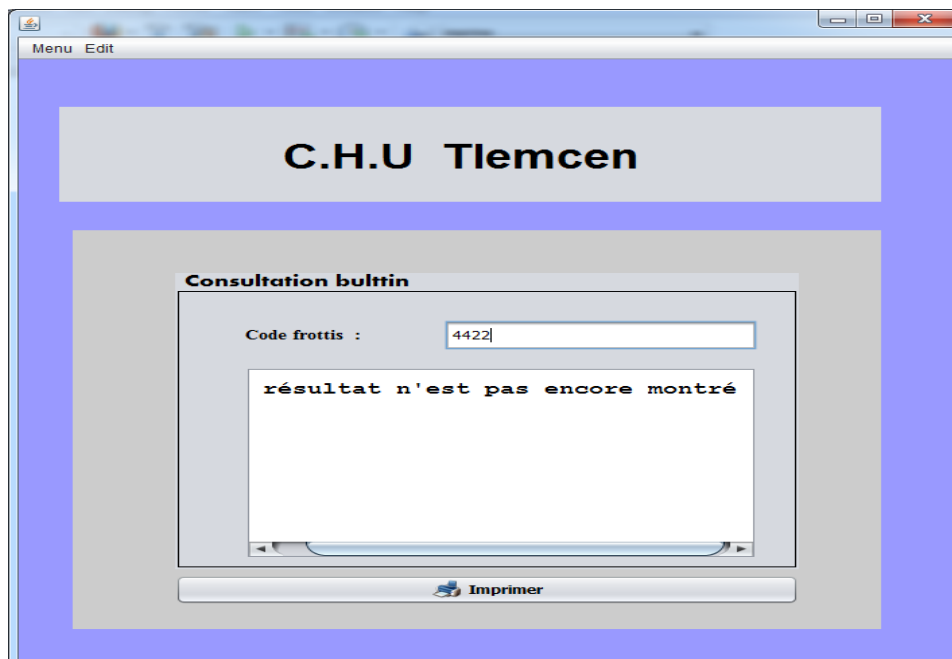 Menu Edit
C.H.U Tlemcen
Consultation bulttin
Code frottis : 4422
résultat n'est pas encore montré
Imprimer